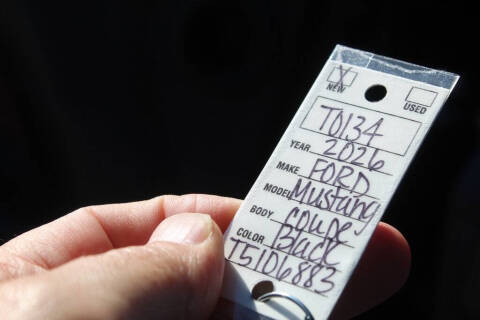 X
NEW USED
T0134
YEAR 2026
MAKE FORD
MODEL Mustang
BODY coupe
COLOR Back
T5106883